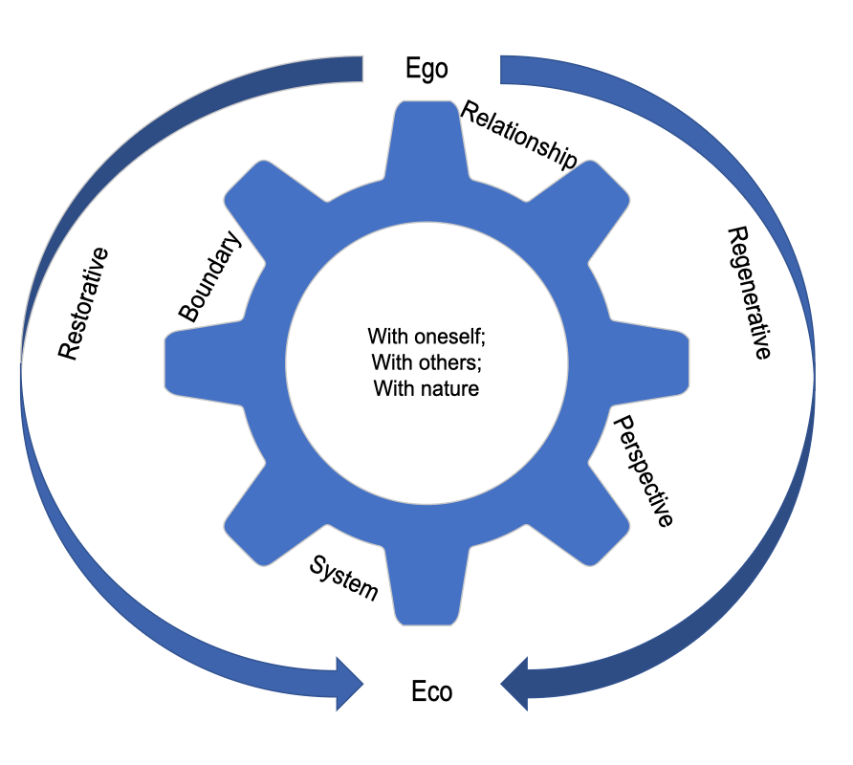 Ego
Relationship
Boundary
Restorative
Regenerative
With oneself;
With others;
With nature
Perspective
System
Eco